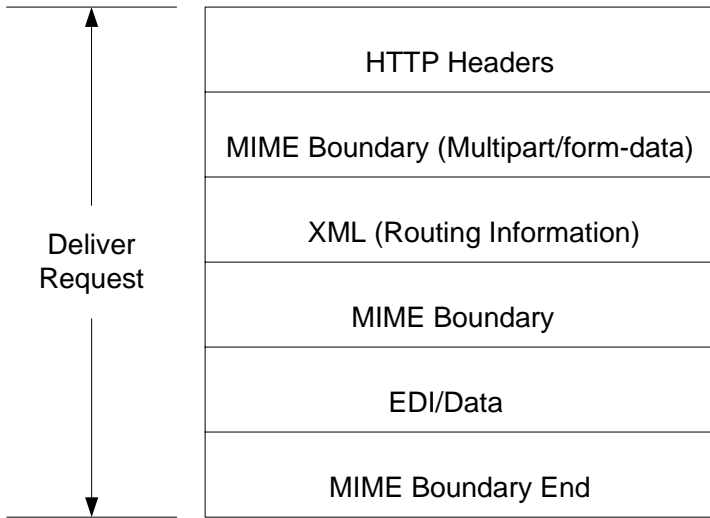 HTTP Headers
MIME Boundary (Multipart/form-data)
XML (Routing Information)
Deliver
Request
MIME Boundary
EDI/Data
MIME Boundary End